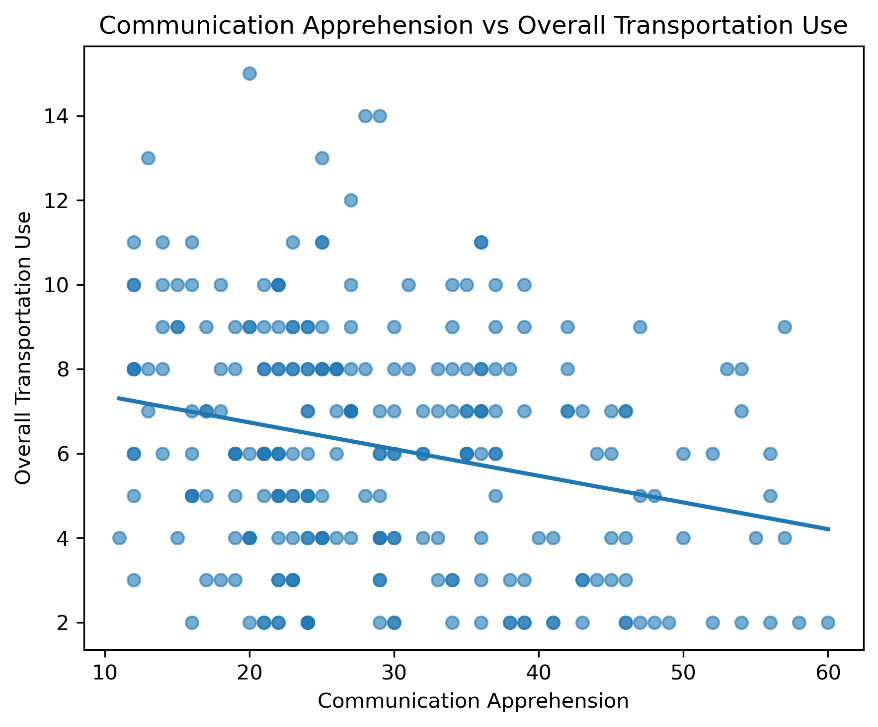 Communication Apprehension vs Overall Transportation Use
14
12
10
8
6
4
2
Overall Transportation Use
10 20 30 40 50 60
Communication Apprehension